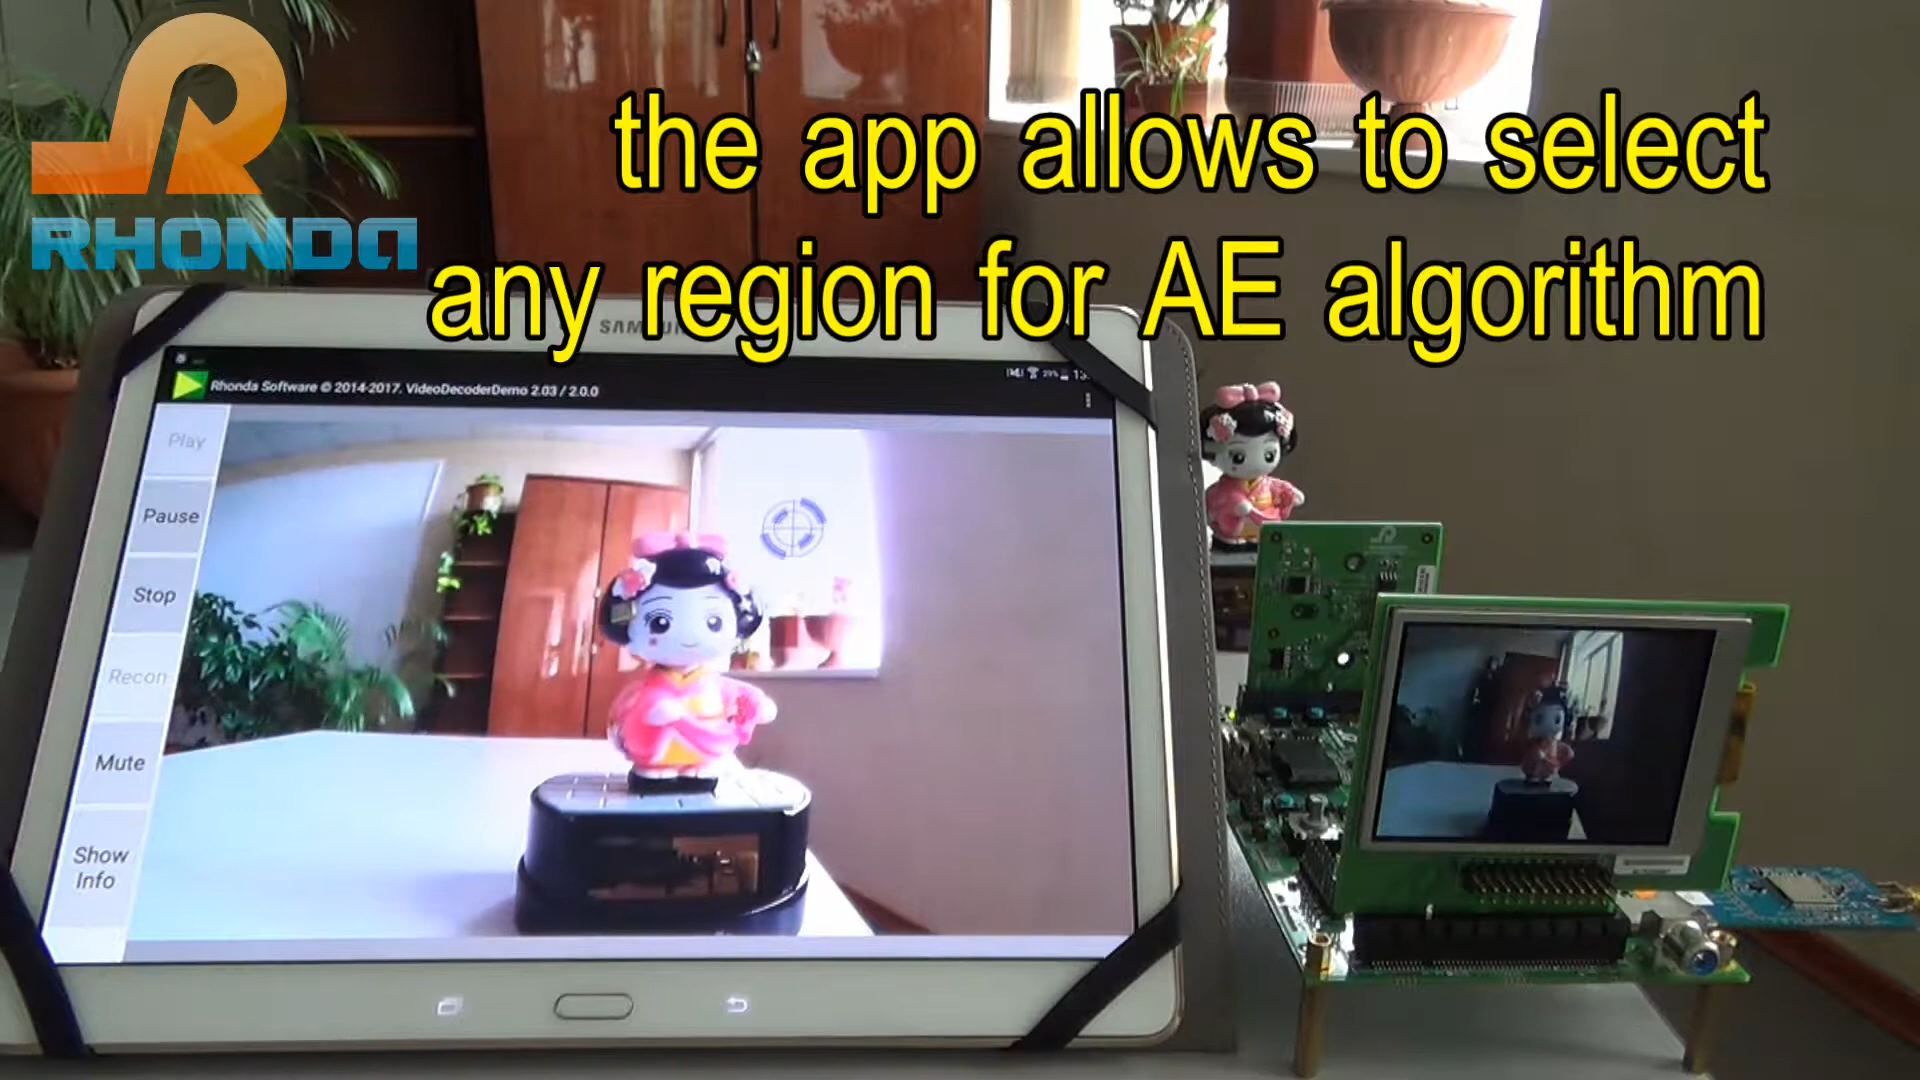 RHONDA
the app allows to select
any region for AE algorithm
Rhonda Software © 2014-2017. VideoDecoderDemo 2.03 / 2.0.0
29%
Play
Pause
Stop
Recon
Mute
Show
Info